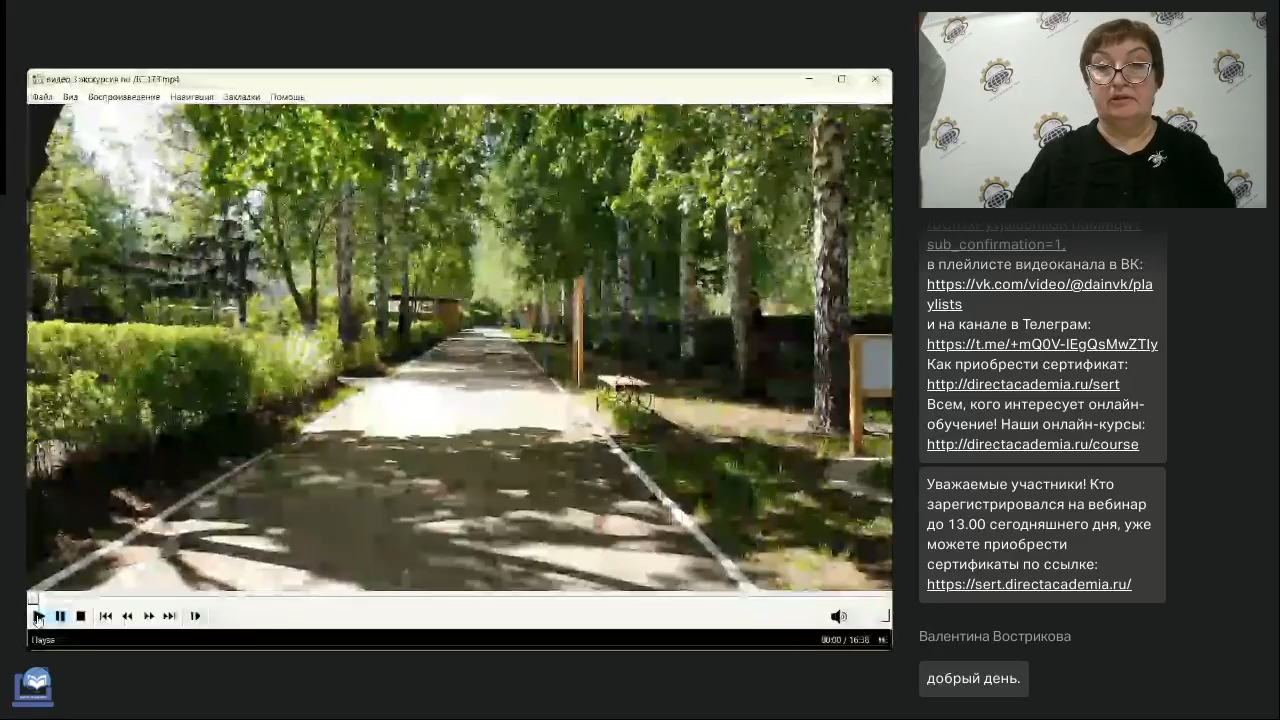 видео 3 экскурсия по ДС 173.mp4
Файл Вид Воспроизведение Навигация Закладки Помощь
Пауза
00:00 / 16:38
sub_confirmation=1,
в плейлисте видеоканала в ВК:
https://vk.com/video/@dainvk/pla
ylists
и на канале в Телеграм:
https://t.me/+mQ0V-IEgQsMwZTIy
Как приобрести сертификат:
http://directacademia.ru/sert
Всем, кого интересует онлайн-
обучение! Наши онлайн-курсы:
http://directacademia.ru/course
Уважаемые участники! Кто
зарегистрировался на вебинар
до 13.00 сегодняшнего дня, уже
можете приобрести
сертификаты по ссылке:
https://sert.directacademia.ru/
Валентина Вострикова
добрый день.